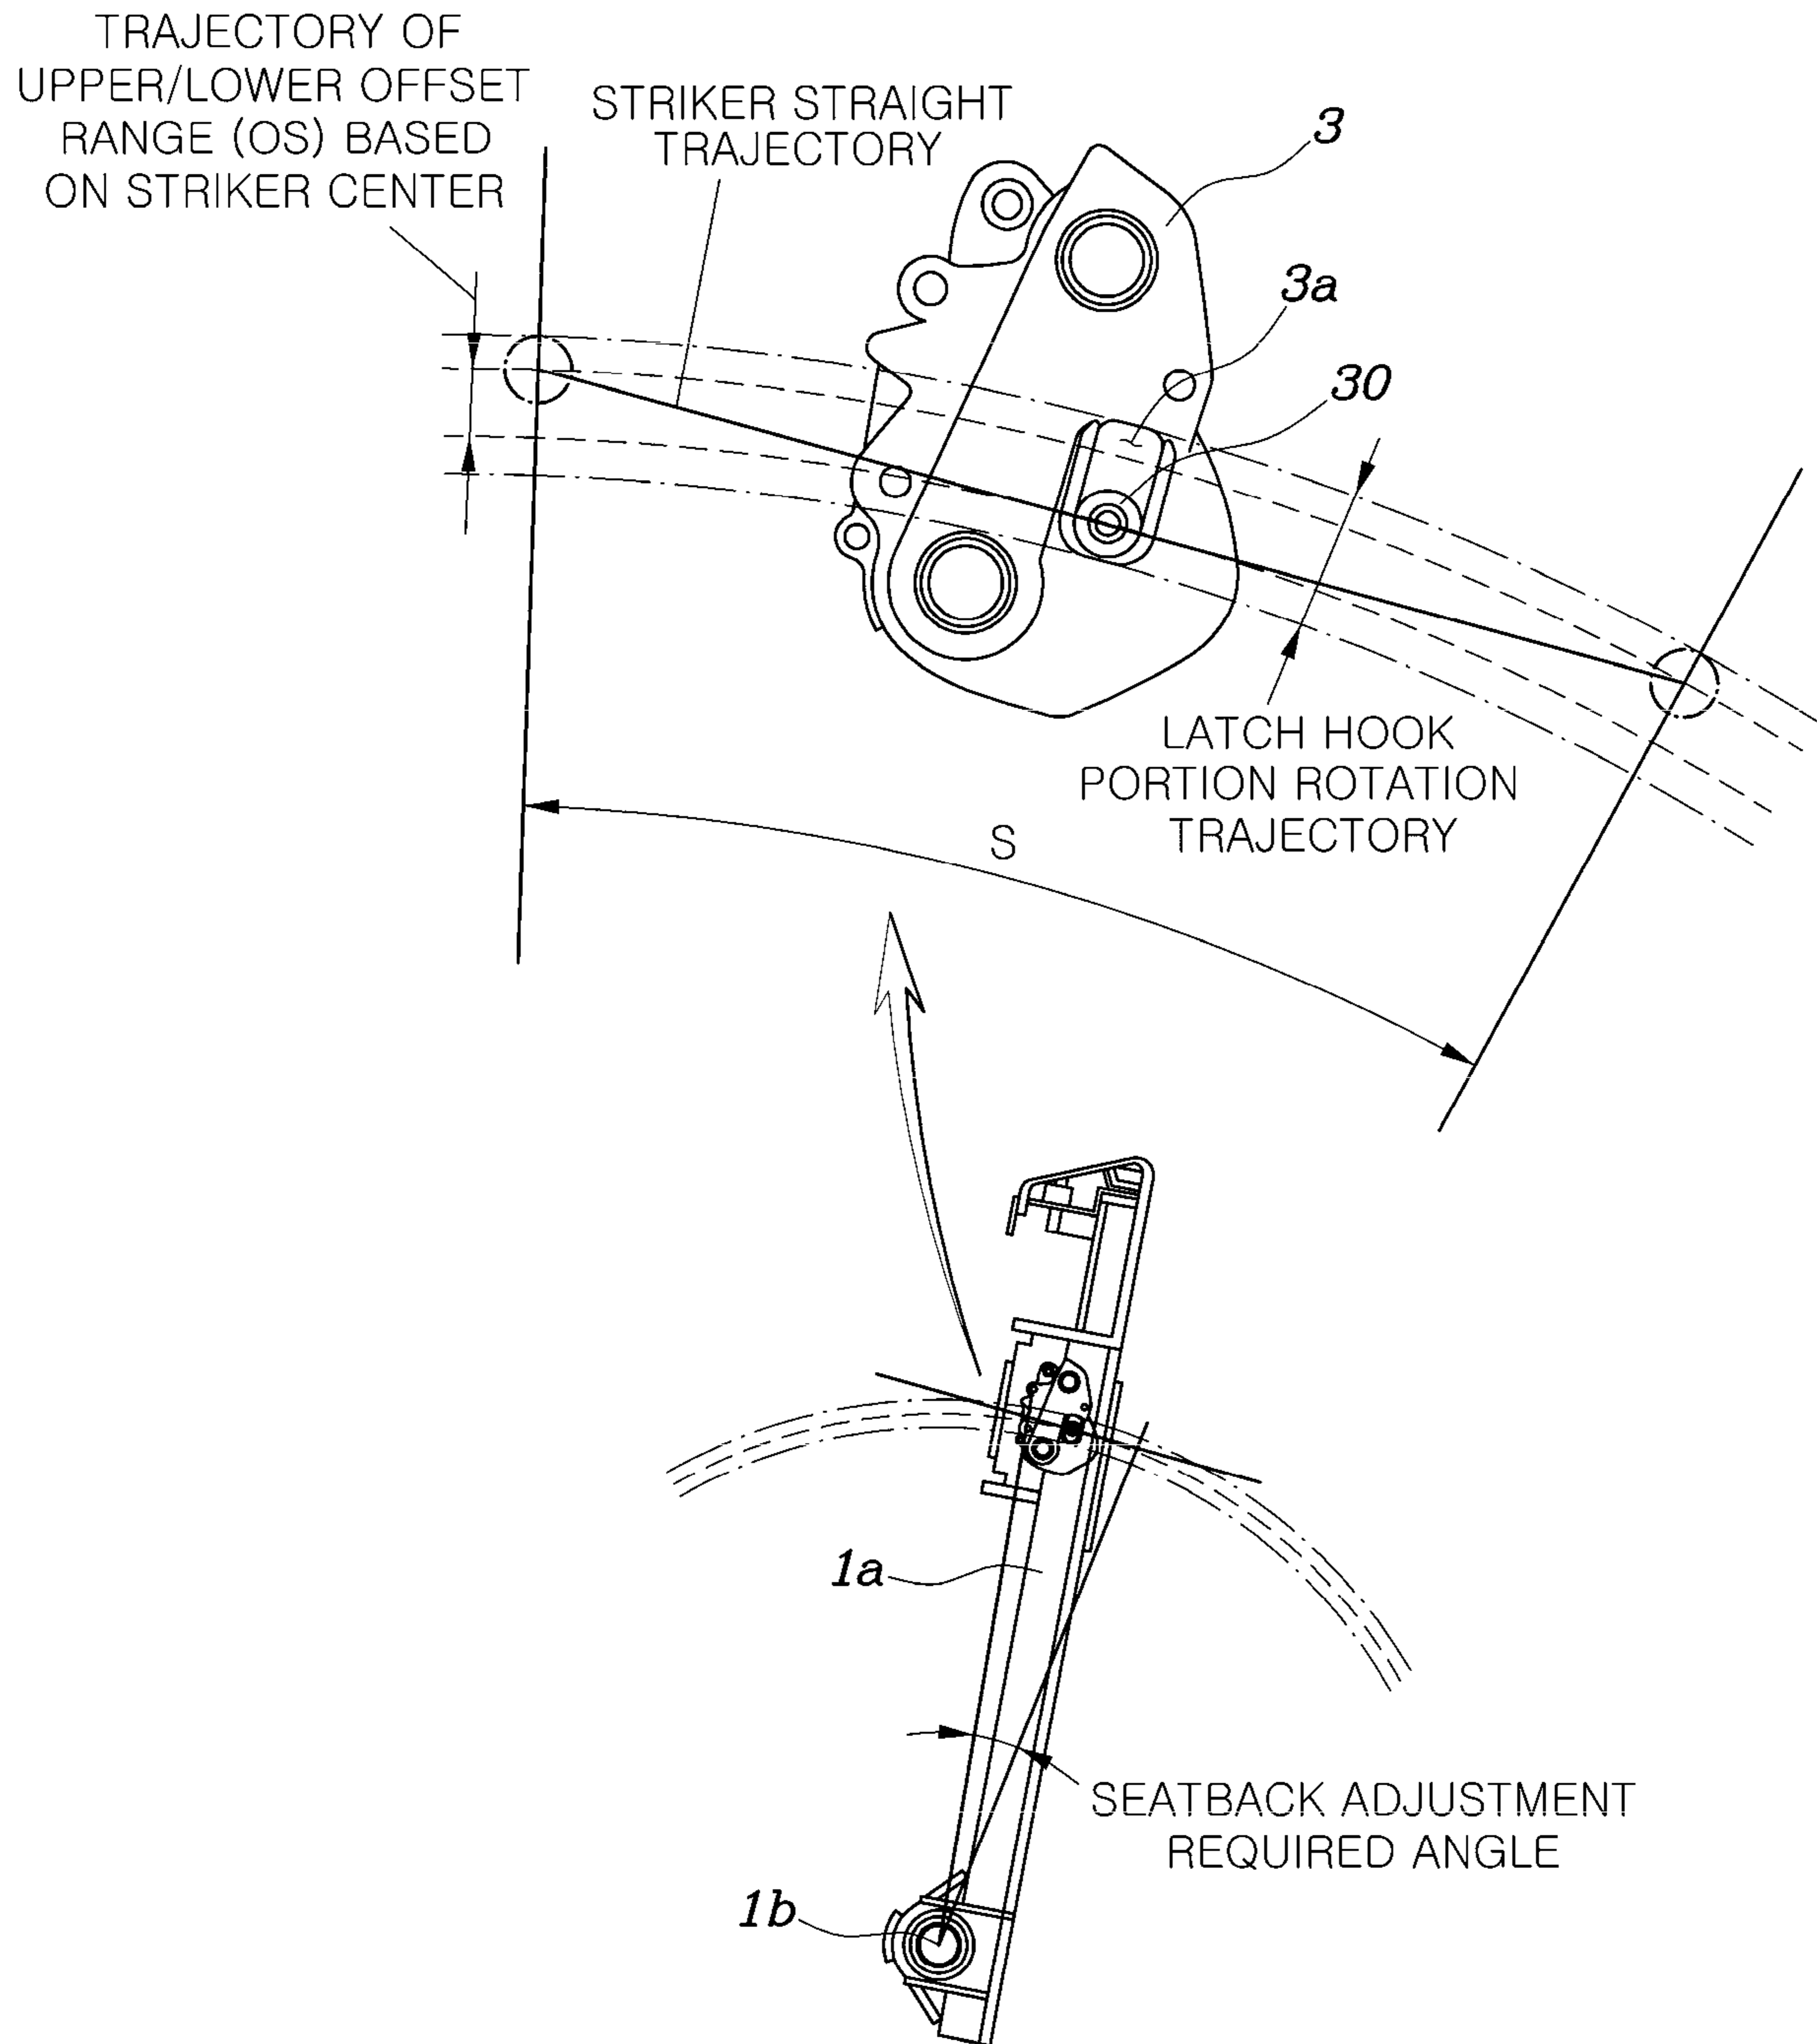 TRAJECTORY OF
UPPER/LOWER OFFSET
RANGE (OS) BASED
ON STRIKER CENTER
STRIKER STRAIGHT
TRAJECTORY
3
3a
30
LATCH HOOK
PORTION ROTATION
TRAJECTORY
S
1a
SEATBACK ADJUSTMENT
REQUIRED ANGLE
1b